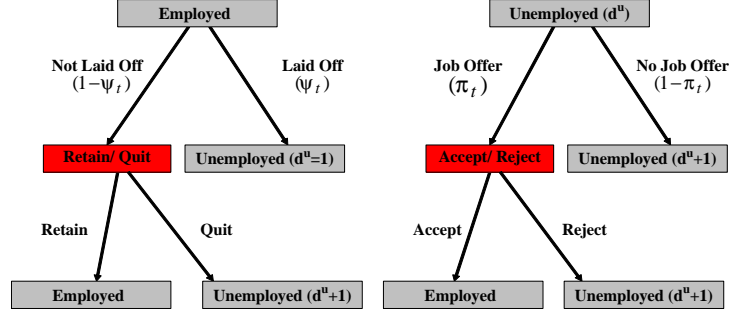 Employed
Unemployed (dᵘ)
Not Laid Off
(1−ψₜ)
Laid Off
(ψₜ)
Job Offer
(πₜ)
No Job Offer
(1−πₜ)
Retain/ Quit
Unemployed (dᵘ=1)
Accept/ Reject
Unemployed (dᵘ+1)
Retain
Quit
Accept
Reject
Employed
Unemployed (dᵘ+1)
Employed
Unemployed (dᵘ+1)